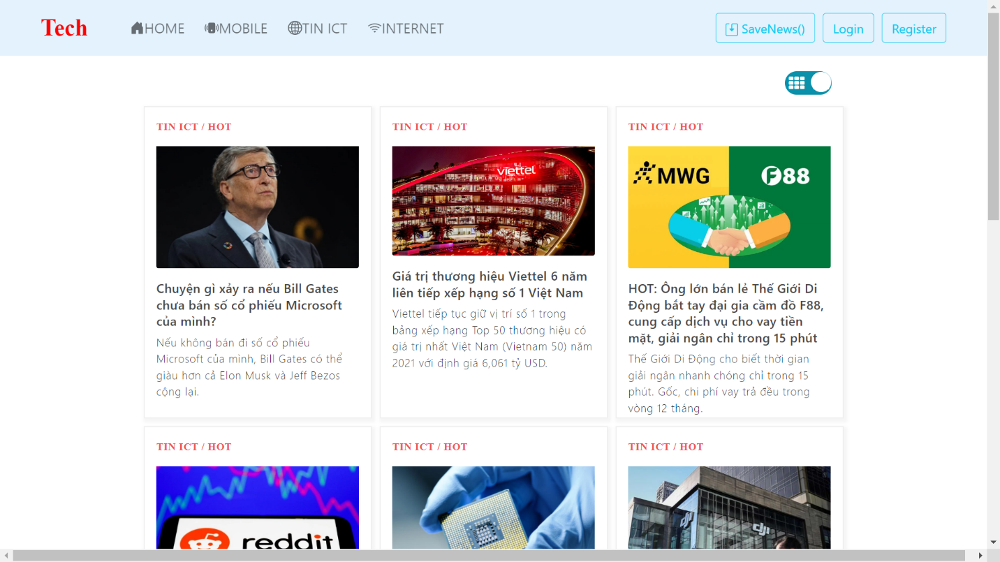 Tech
HOME
MOBILE
TIN ICT
INTERNET
SaveNews()
Login
Register
TIN ICT / HOT
Viettel
Giá trị thương hiệu Viettel 6 năm
liên tiếp xếp hạng số 1 Việt Nam
Viettel tiếp tục giữ vị trí số 1 trong
bảng xếp hạng Top 50 thương hiệu có
giá trị nhất Việt Nam (Vietnam 50) năm
2021 với định giá 6,061 tỷ USD.
TIN ICT / HOT
Chuyện gì xảy ra nếu Bill Gates
chưa bán số cổ phiếu Microsoft
của mình?
Nếu không bán đi số cổ phiếu
Microsoft của mình, Bill Gates có thể
giàu hơn cả Elon Musk và Jeff Bezos
cộng lại.
TIN ICT / HOT
MWG
F88
HOT: Ông lớn bán lẻ Thế Giới Di
Động bắt tay đại gia cầm đồ F88,
cung cấp dịch vụ cho vay tiền
mặt, giải ngân chỉ trong 15 phút
Thế Giới Di Động cho biết thời gian
giải ngân nhanh chóng chỉ trong 15
phút. Gốc, chi phí vay trả đều trong
vòng 12 tháng.
TIN ICT / HOT
reddit
TIN ICT / HOT
TIN ICT / HOT
dji
dji